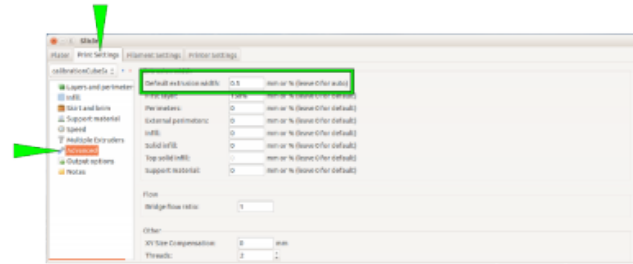 Slic3r
Plater Print Settings Filament Settings Printer Settings
Layers and perimeter
Infill
Skirt and brim
Support material
Speed
Multiple Extruders
Advanced
Output options
Notes
Default extrusion width: 0.5 mm or % (leave 0 for auto)
First layer: 150% mm or % (leave 0 for default)
Perimeters: 0 mm or % (leave 0 for default)
External perimeters: 0 mm or % (leave 0 for default)
Infill: 0 mm or % (leave 0 for default)
Solid infill: 0 mm or % (leave 0 for default)
Top solid infill: mm or % (leave 0 for default)
Support material: 0 mm or % (leave 0 for default)
Flow
Bridge flow ratio: 1
Other
XY Size Compensation: 0 mm
Threads: 2